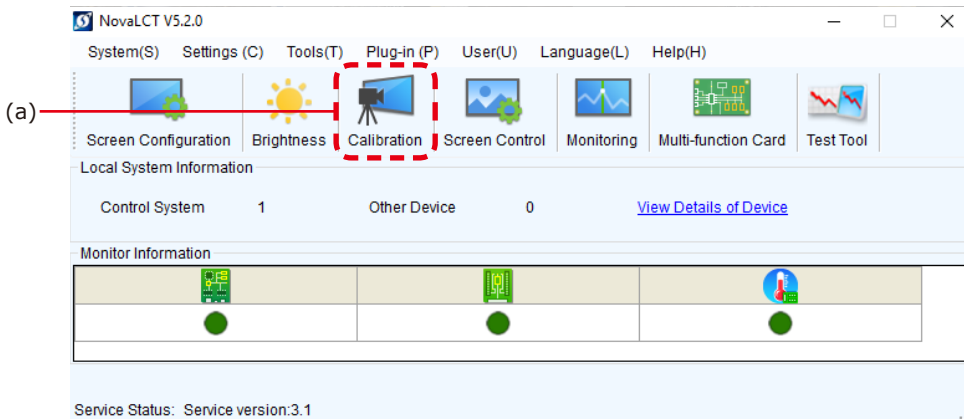 NovaLCT V5.2.0
System(S) Settings (C) Tools(T) Plug-in (P) User(U) Language(L) Help(H)
(a)
Screen Configuration Brightness Calibration Screen Control Monitoring Multi-function Card Test Tool
Local System Information
Control System 1 Other Device 0 View Details of Device
Monitor Information
Service Status: Service version:3.1